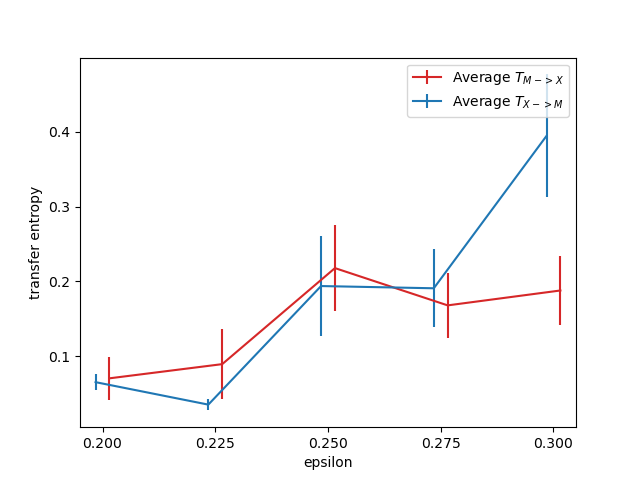 Average T_{M->X}
Average T_{X->M}
0.4
0.3
0.2
0.1
transfer entropy
0.200 0.225 0.250 0.275 0.300
epsilon